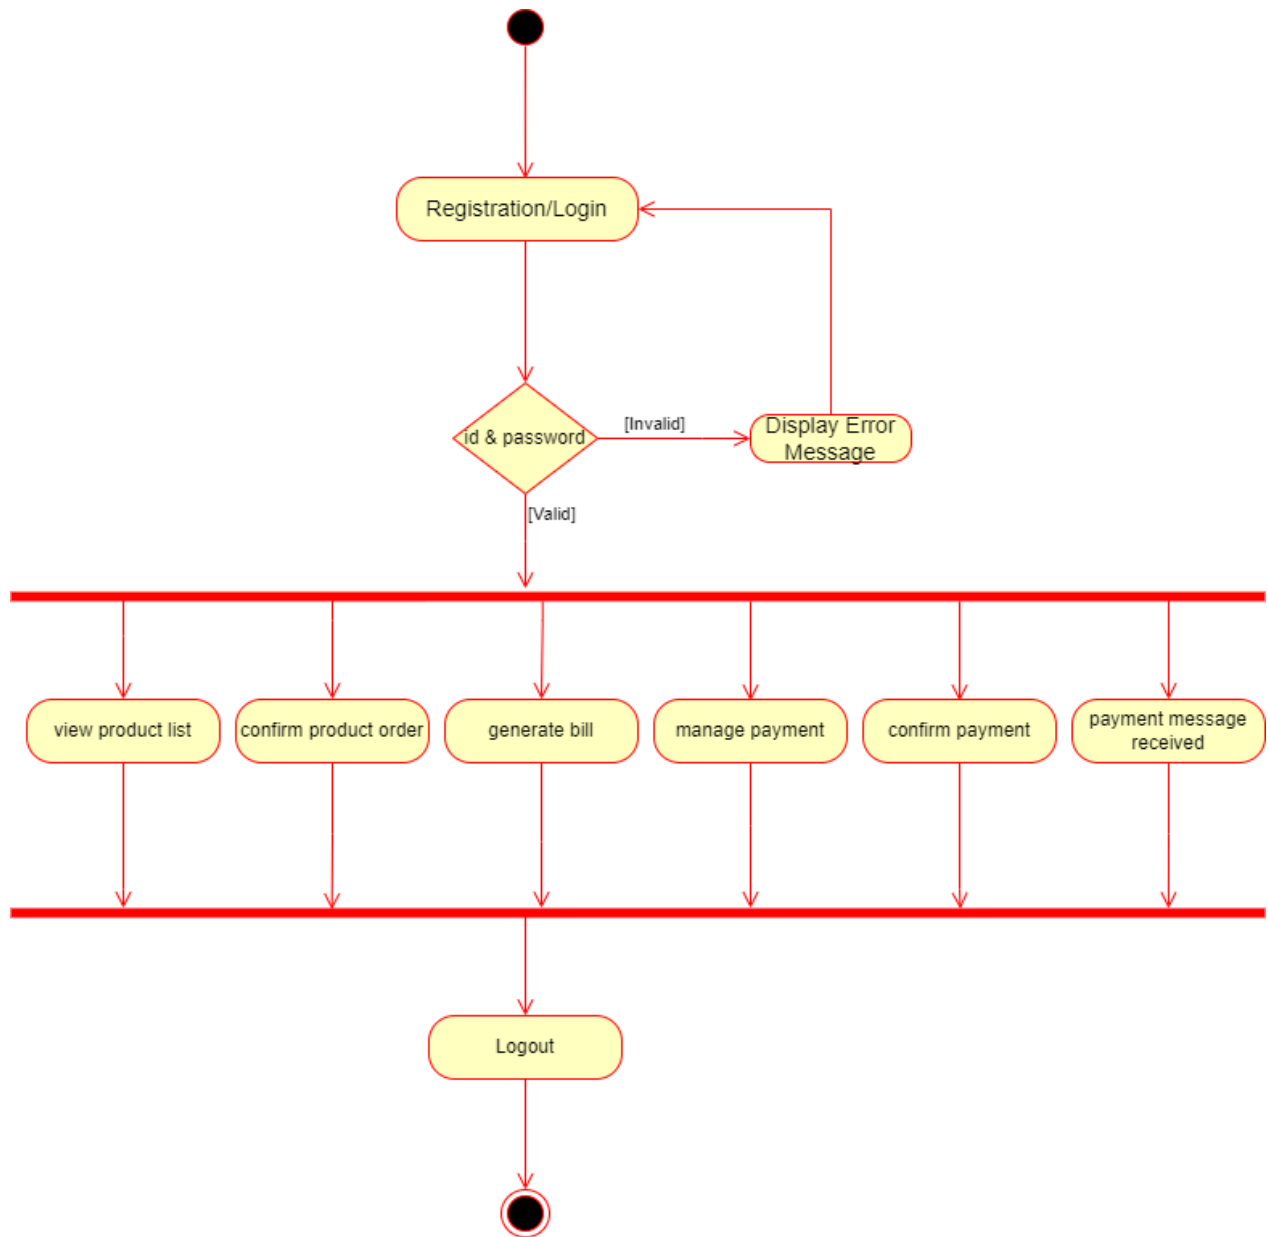 Registration/Login
id & password
[Invalid]
Display Error
Message
[Valid]
view product list
confirm product order
generate bill
manage payment
confirm payment
payment message
received
Logout